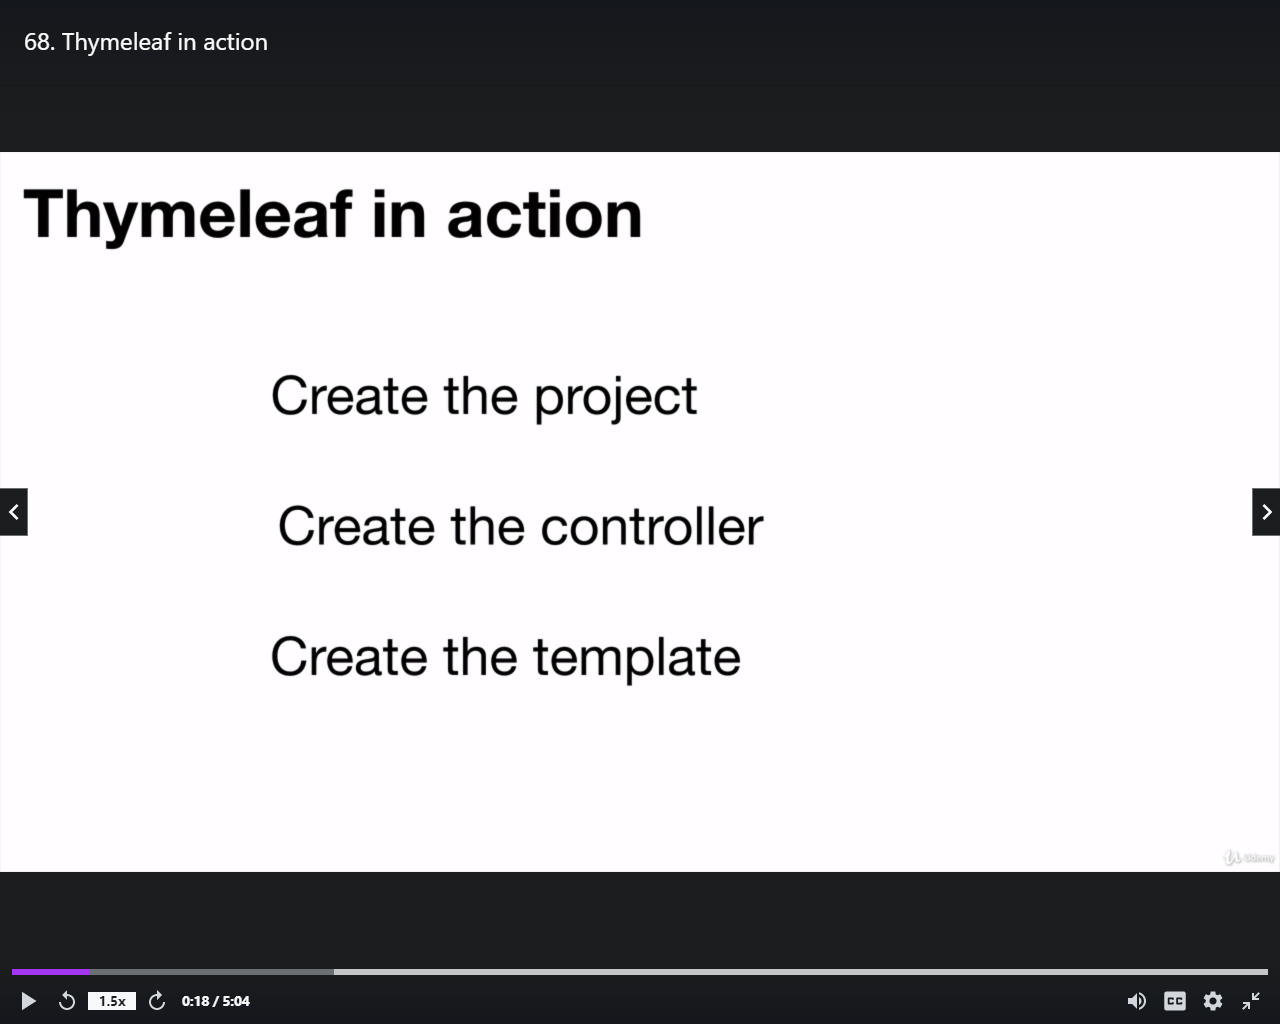 68. Thymeleaf in action
Thymeleaf in action
Create the project
Create the controller
Create the template
Udemy
1.5x
0:18 / 5:04
CC